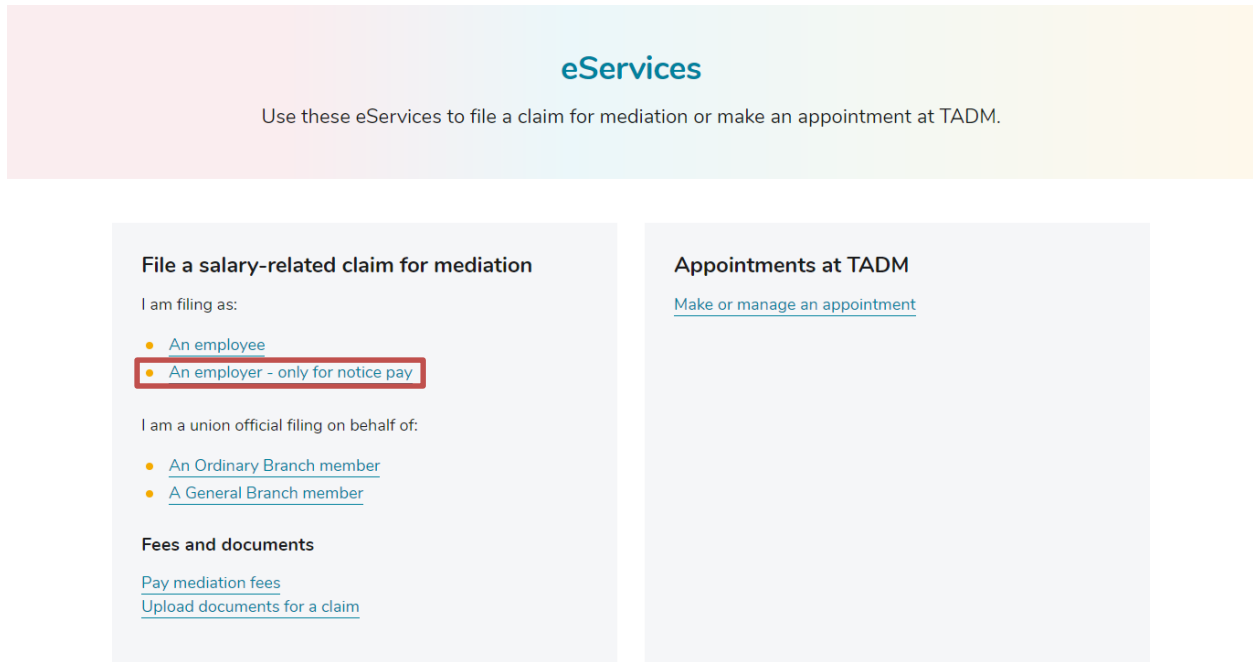 eServices
Use these eServices to file a claim for mediation or make an appointment at TADM.
File a salary-related claim for mediation
I am filing as:
An employee
An employer - only for notice pay
I am a union official filing on behalf of:
An Ordinary Branch member
A General Branch member
Fees and documents
Pay mediation fees
Upload documents for a claim
Appointments at TADM
Make or manage an appointment